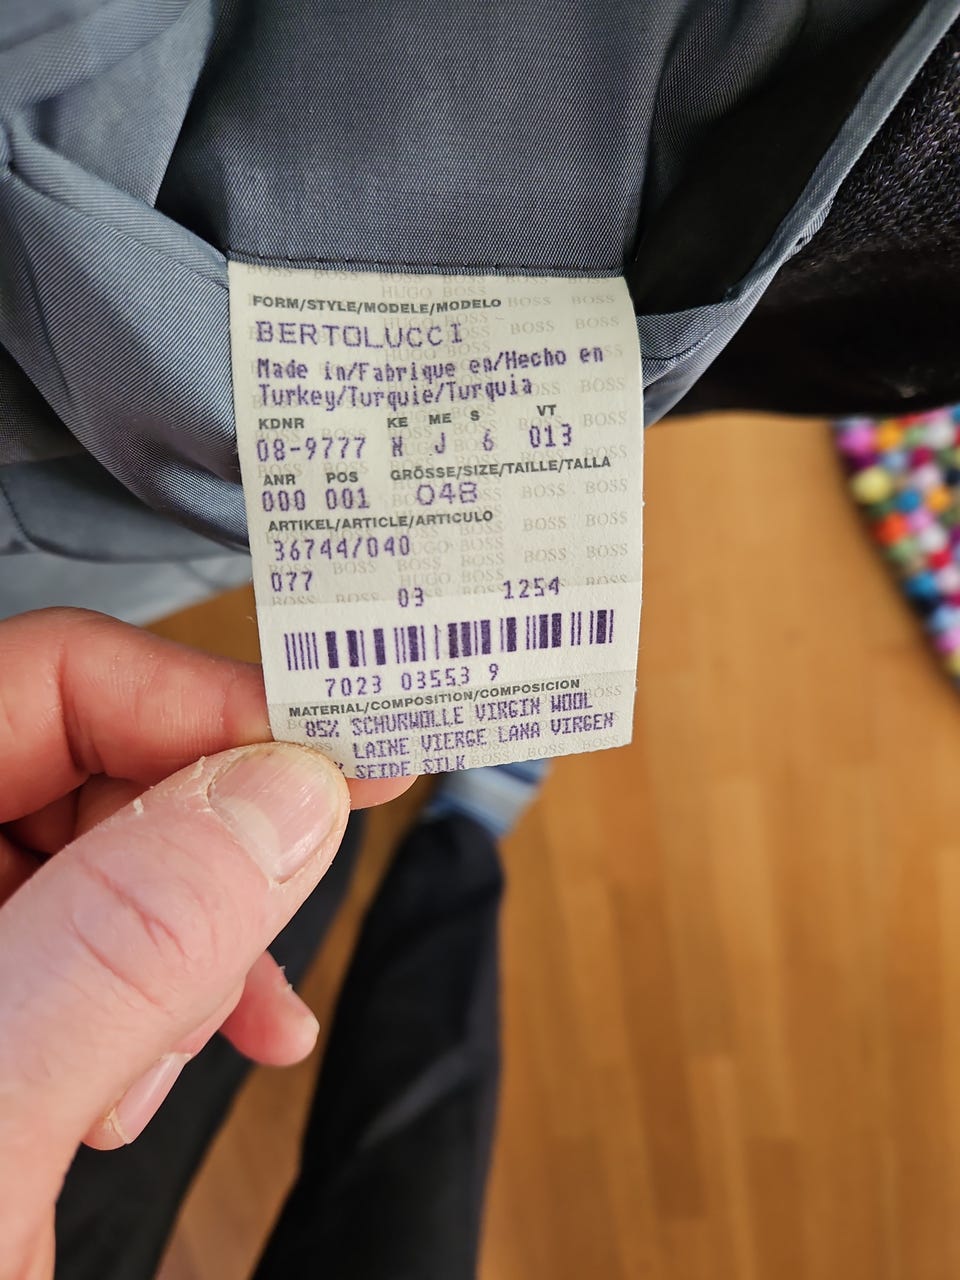 FORM/STYLE/MODELE/MODELO
BERTOLUCCI
Made in/Fabrique en/Hecho en
Turkey/Turquie/Turquia
KDNR KE ME S VT
08-9777 N J 6 013
ANR POS GRÖSSE/SIZE/TAILLE/TALLA
000 001 048
ARTIKEL/ARTICLE/ARTICULO
36744/040
077
03 1254
7023 03553 9
MATERIAL/COMPOSITION/COMPOSICION
85% SCHURWOLLE VIRGIN WOOL
LAINE VIERGE LANA VIRGEN
% SEIDE SILK
HUGO BOSS